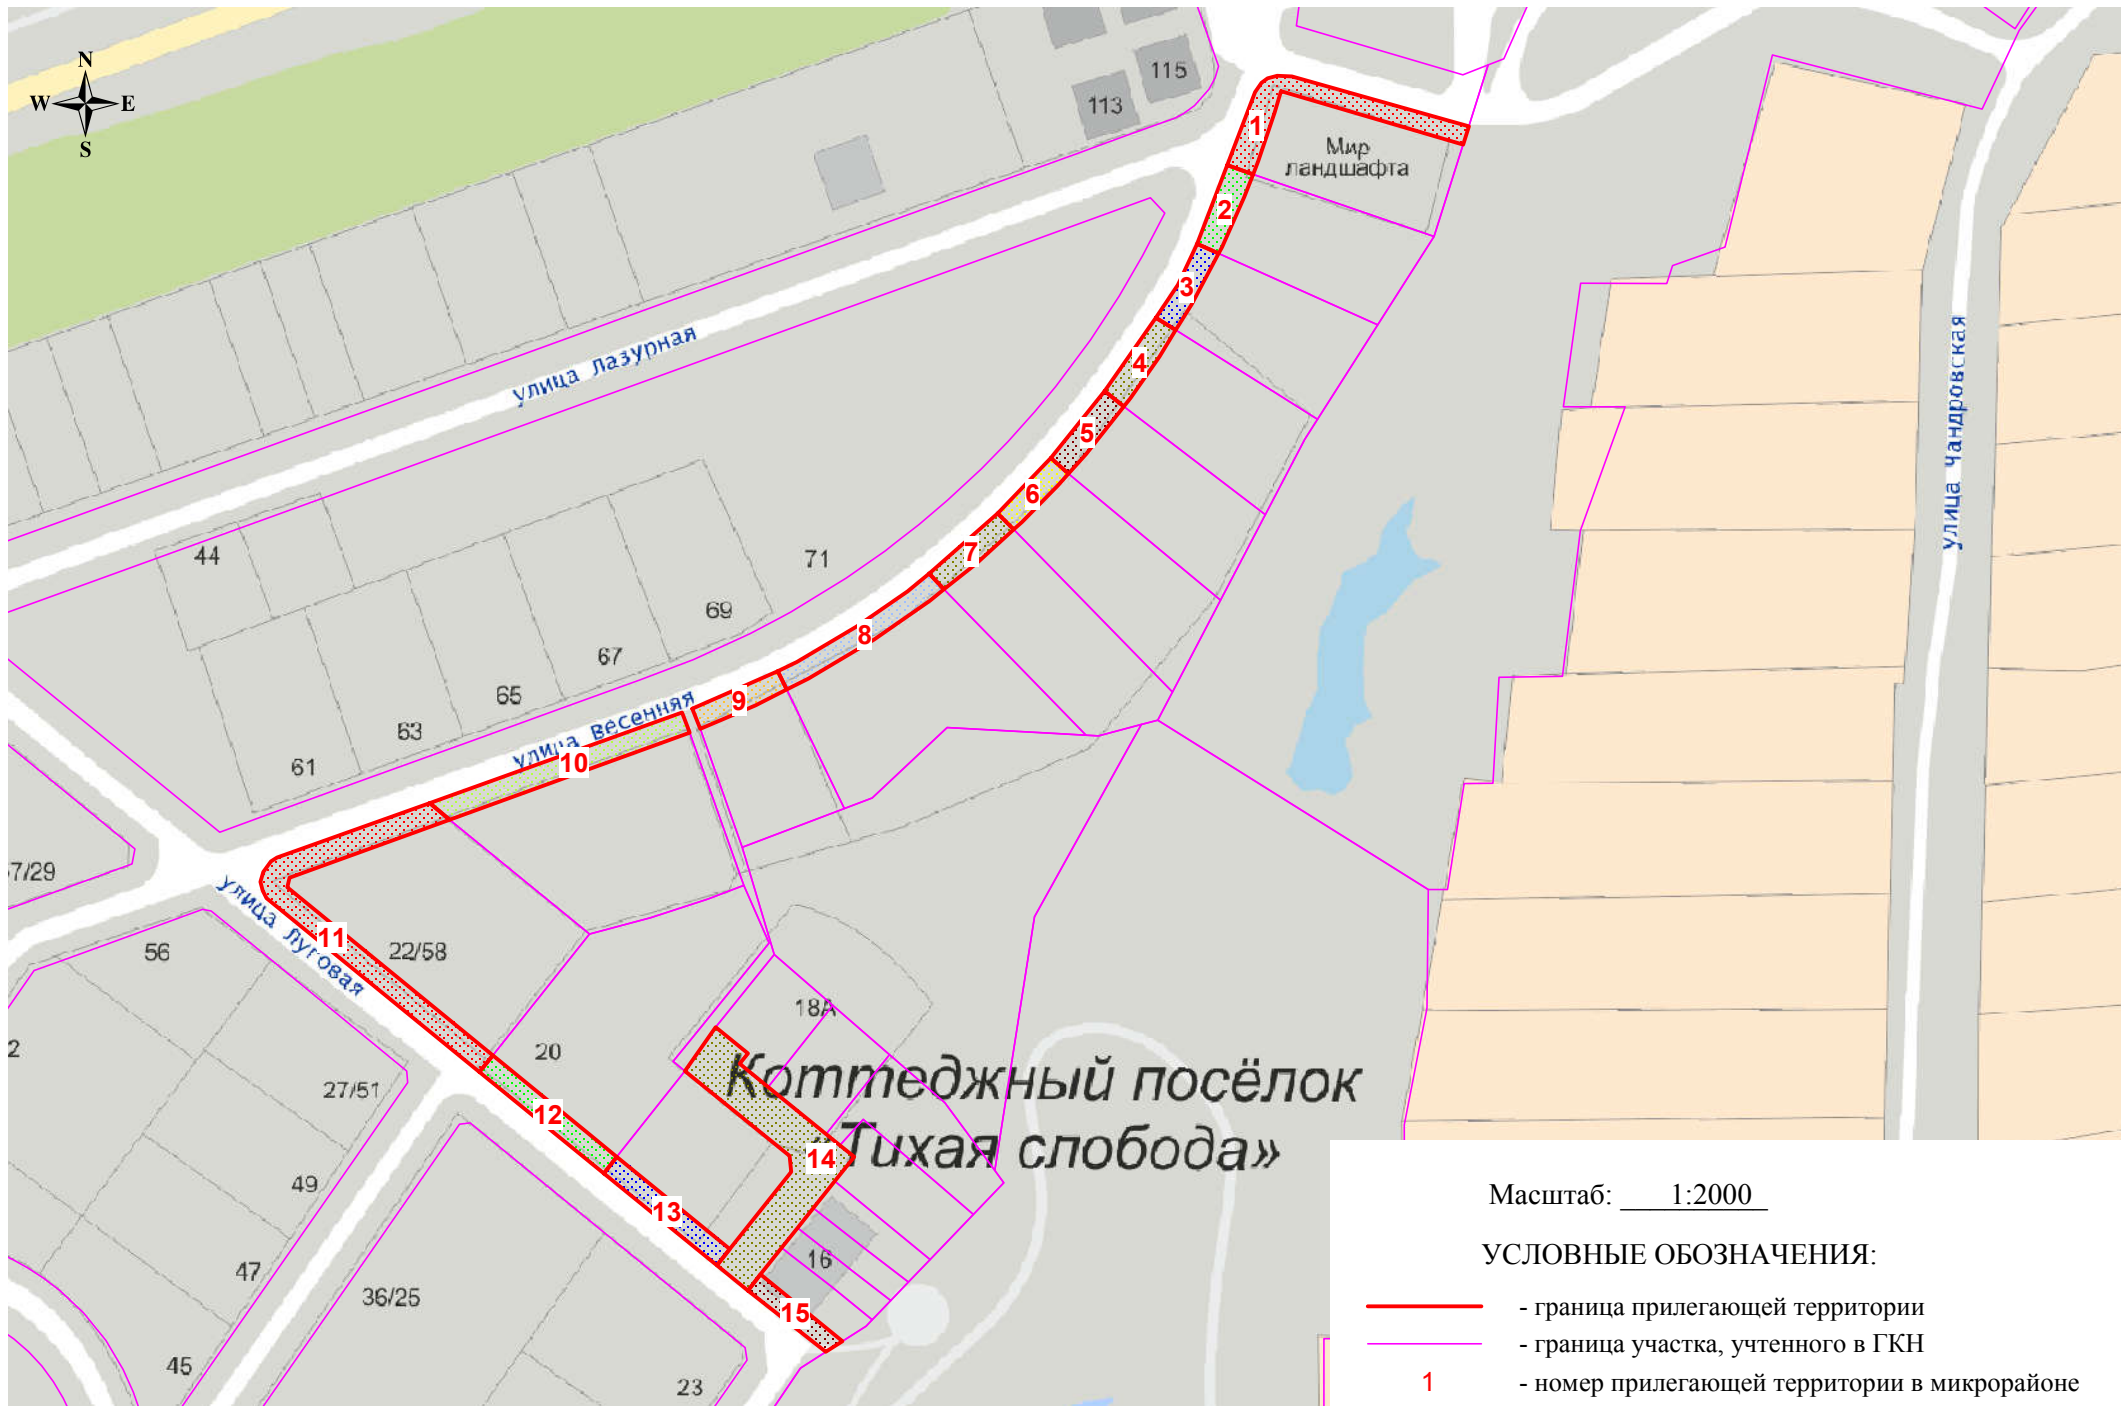 N
W E
S
115
113
1
Мир
ландшафта
2
3
улица Лазурная
4
улица Чандровская
5
6
44
7
71
69
8
67
65
9
улица Весенняя
63
10
61
7/29
улица Луговая
11
22/58
56
18А
2
20
Коттеджный посёлок
27/51
12
«Тихая слобода»
14
49
13
16
47
36/25
15
45
23
Масштаб: 1:2000
УСЛОВНЫЕ ОБОЗНАЧЕНИЯ:
- граница прилегающей территории
- граница участка, учтенного в ГКН
1 - номер прилегающей территории в микрорайоне